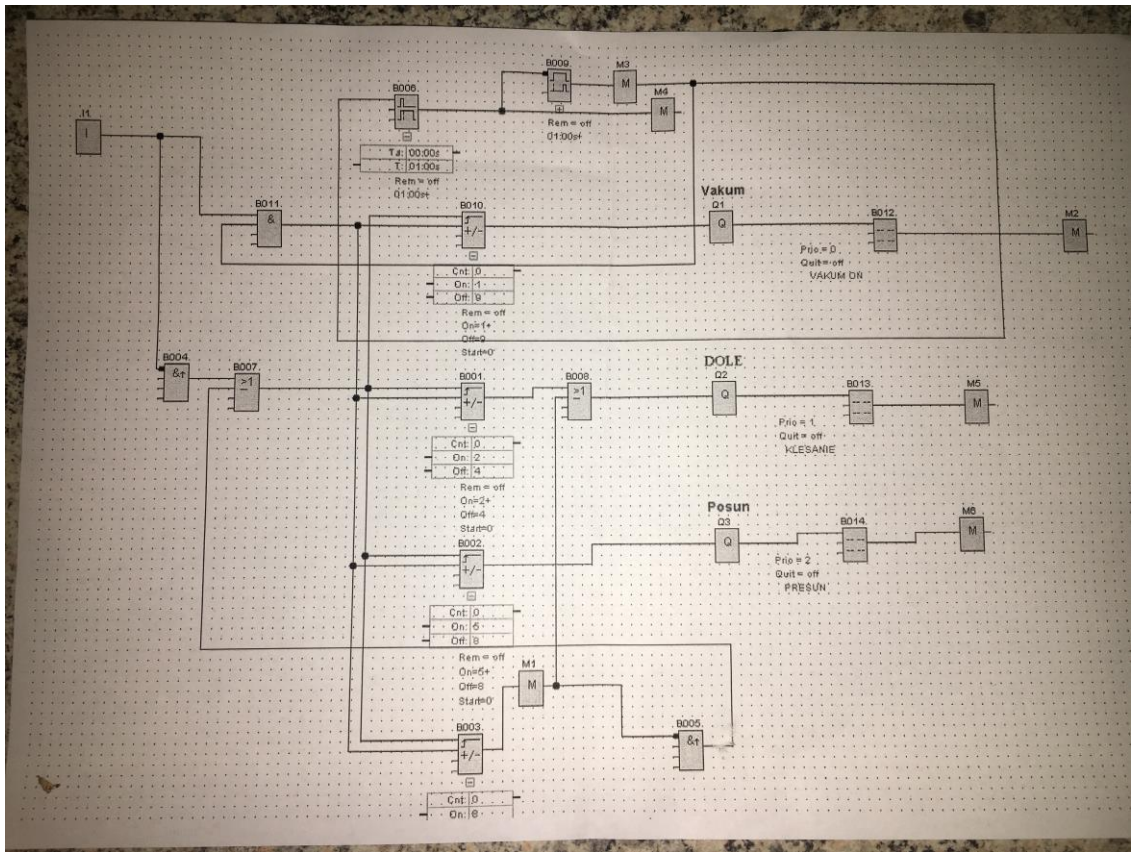 B009.
M3
M
B006.
M4
M
.I1.
I
Rem = off
01:00s+
Ta: 00:00s
T: 01:00s
Rem = off
01:00s+
Vakum
B011.
&
B010.
+/-
Q1
Q
B012.
M2
M
Prio = 0
Quit = off
VAKUM ON
Cnt: 0
On: 1
Off: 9
Rem = off
On=1+
Off=9
Start=0
B004.
&↑
B007.
>1
DOLE
B001.
+/-
B008.
>1
Q2
Q
B013.
M5
M
Prio = 1
Quit = off
KLESANIE
Cnt: 0
On: 2
Off: 4
Rem = off
On=2+
Off=4
Start=0
Posun
B002.
+/-
Q3
Q
B014.
M6
M
Prio = 2
Quit = off
PRESUN
Cnt: 0
On: 5
Off: 8
Rem = off
On=5+
Off=8
Start=0
M1
M
B003.
+/-
B005.
&↑
Cnt: 0
On: 6